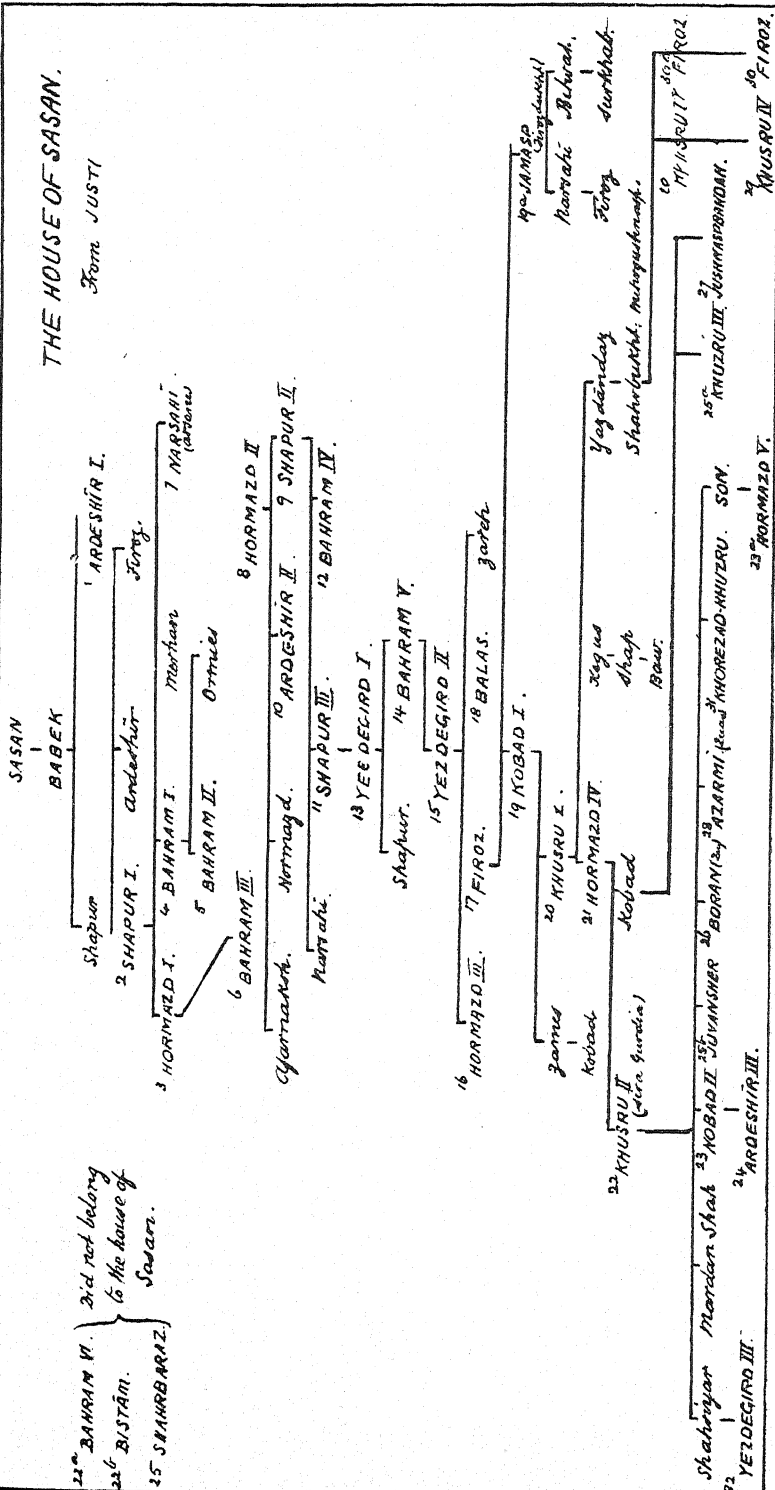 THE HOUSE OF SASAN.
From JUSTI
SASAN
BABEK
Shapur 1 ARDESHIR I.
2 SHAPUR I. Ardeshir Firoz.
3 HORMAZD I. 4 BAHRAM I. Merhan 7 NARSAHI
5 BAHRAM II. Ormies
6 BAHRAM III. 8 HORMAZD II
Hormazd. 10 ARDESHIR II. 9 SHAPUR II.
Narsahi. 11 SHAPUR III. 12 BAHRAM IV.
13 YEZDEGIRD I.
Shapur. 14 BAHRAM V.
15 YEZDEGIRD II
16 HORMAZD III. 17 FIROZ. 18 BALAS. Zareh
19 KOBAD I. 19a JAMASP
Narsahi
Firoz Surkhab.
James 20 KHUSRU I.
Kobad 21 HORMAZD IV. Shap
Baw.
22 KHUSRU II Kobad
Shahriyar Mardan Shah 23 KOBAD II 25b JUVANSHER 26 BORAN 28 AZARMI 31 KHOREZAD-KHUZRU. SON. 25a KHUZRU III. 27 JUSHNASPBANDAH.
32 YEZDEGIRD III. 24 ARDESHIR III. 23a HORMAZD V. 29 KHUSRU IV 30 FIROZ.
22a BAHRAM VI.
22b BISTAM.
25 SHAHRBARAZ.
Did not belong
to the house of
Sasan.